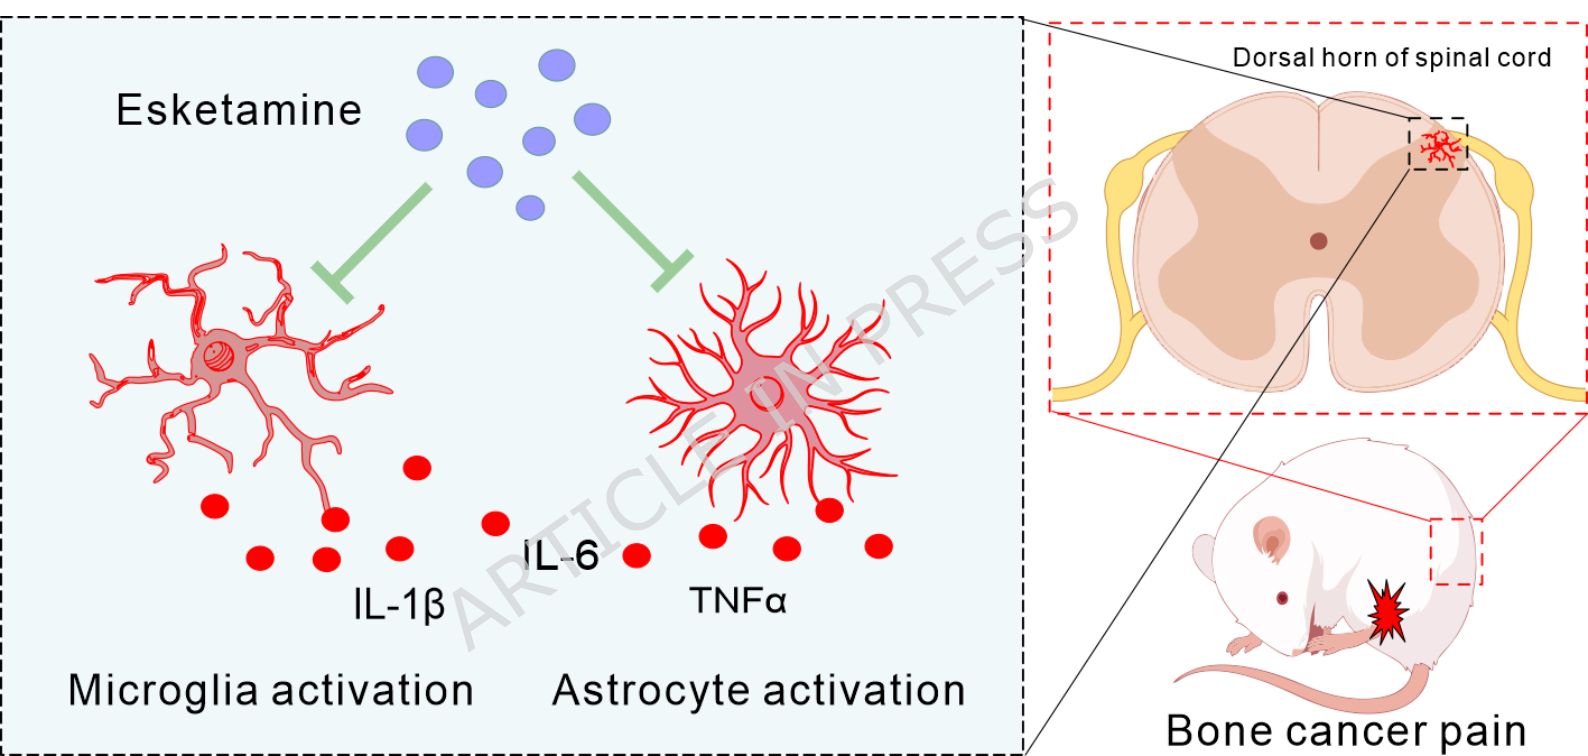 Dorsal horn of spinal cord
Esketamine
ARTICLE IN PRESS
IL-6
IL-1β
TNFα
Microglia activation
Astrocyte activation
Bone cancer pain